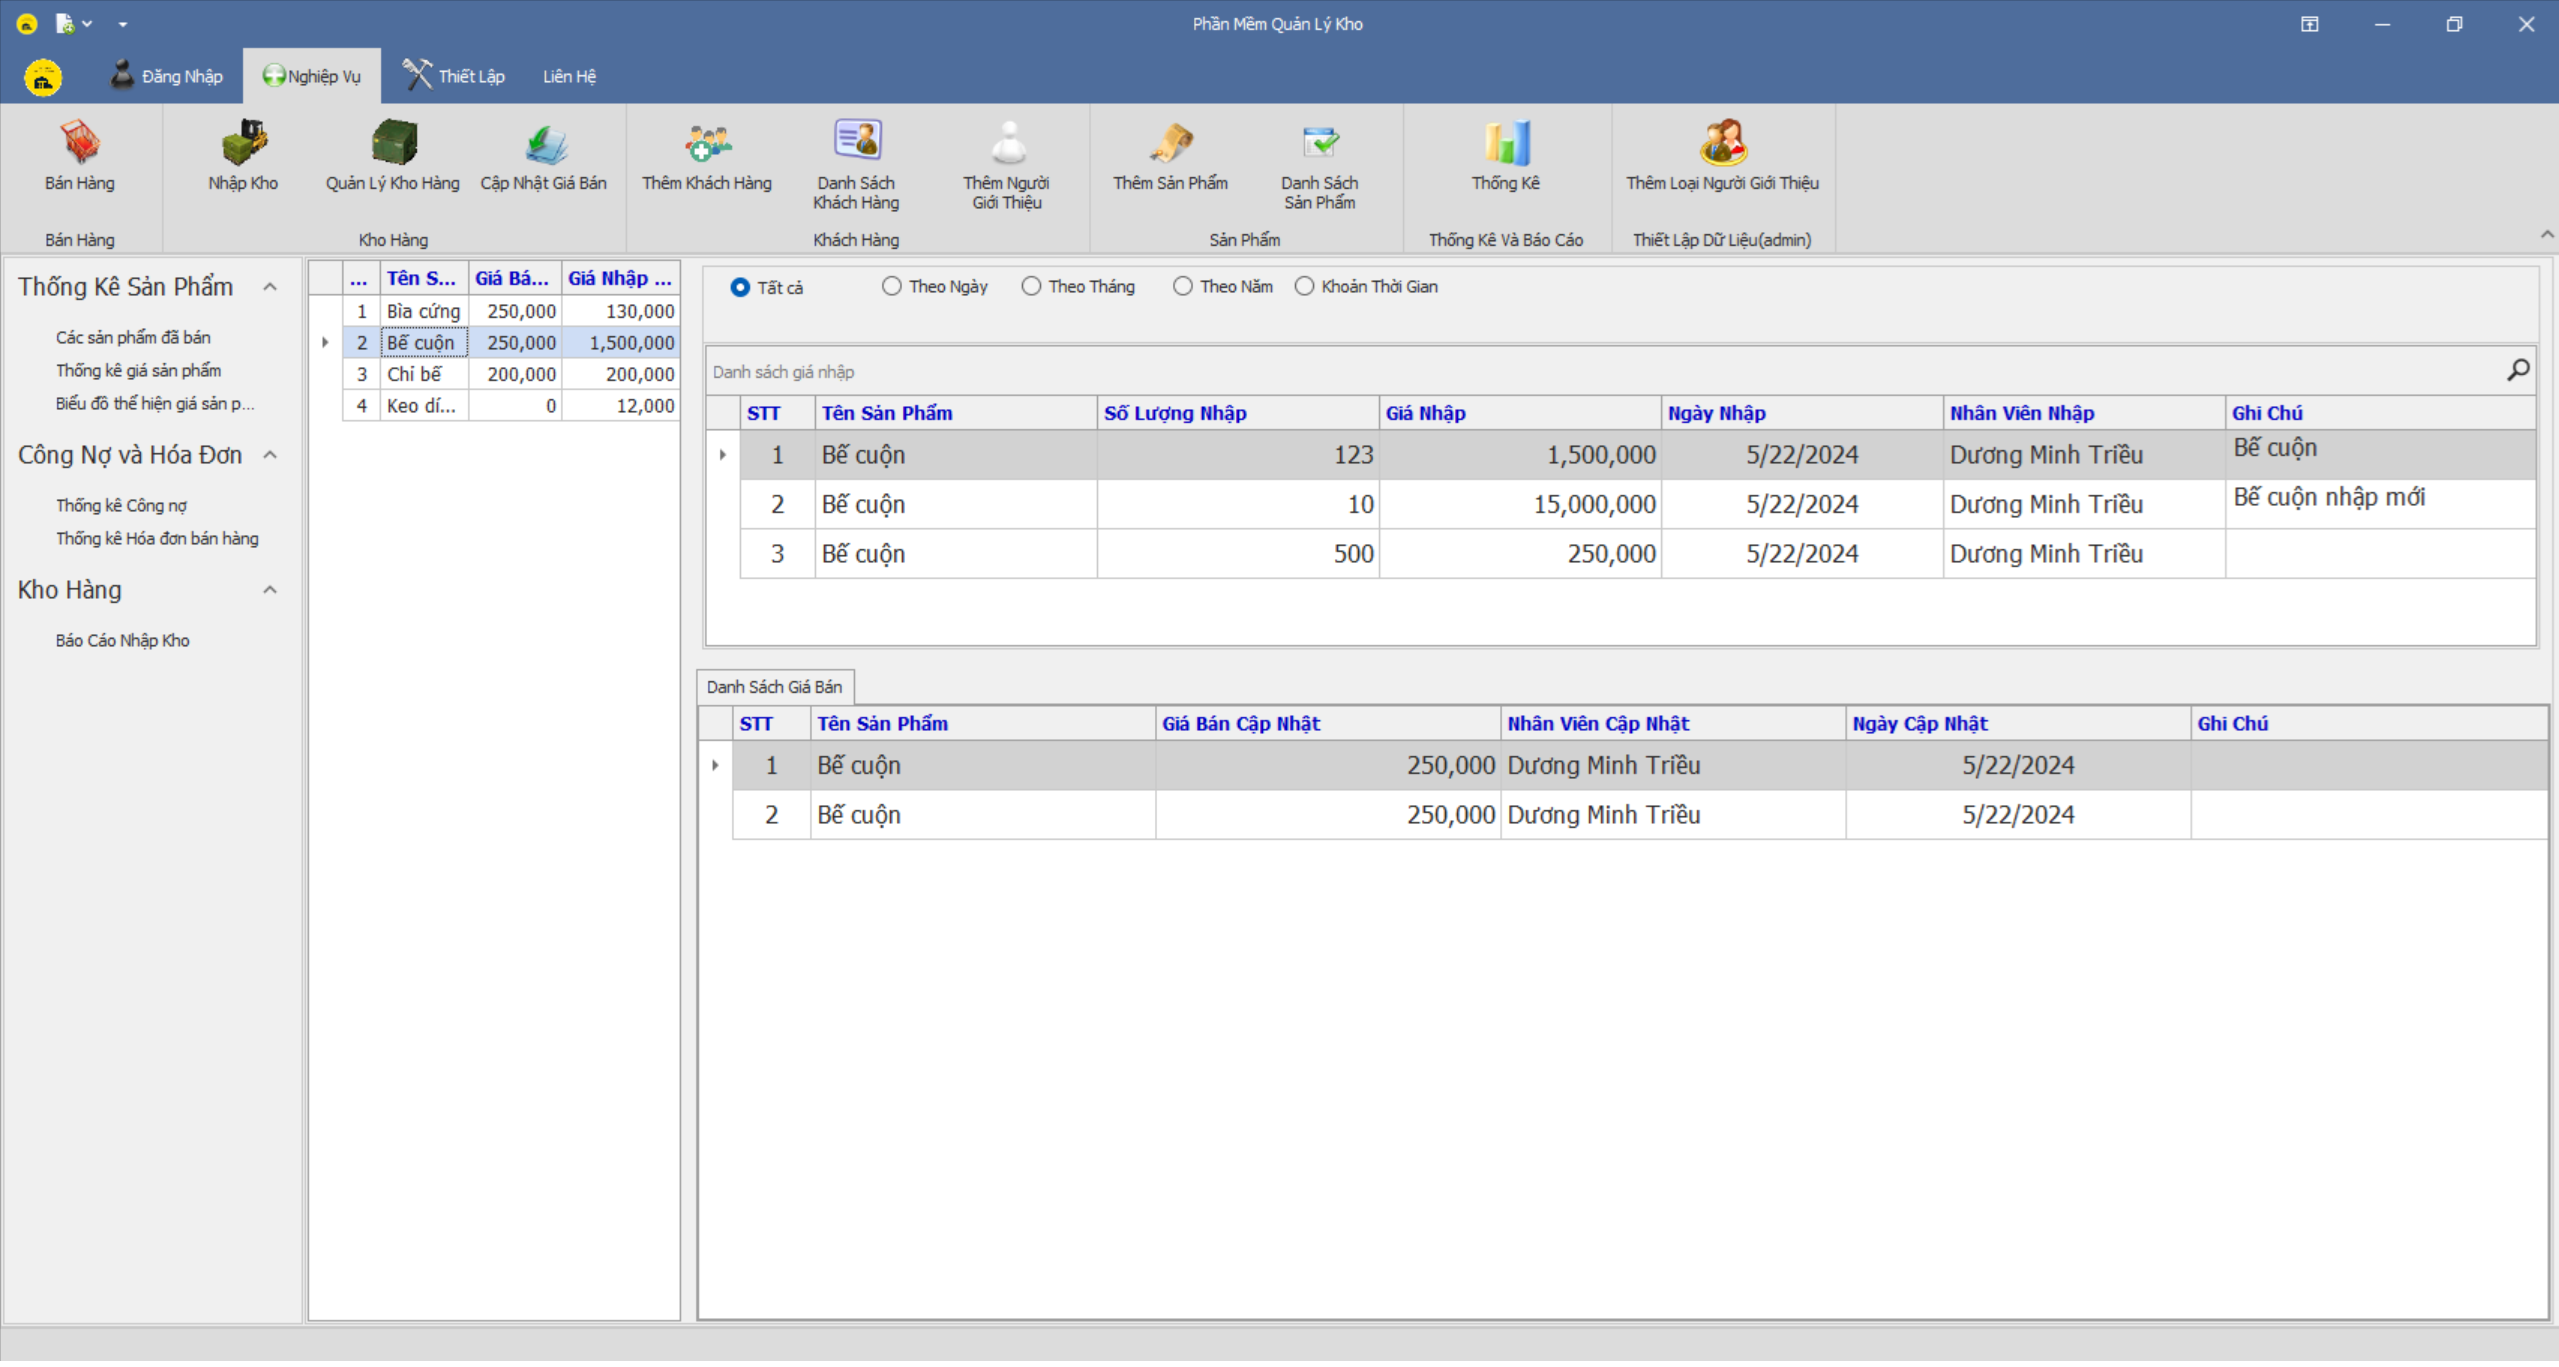 Phần Mềm Quản Lý Kho
Đăng Nhập
Nghiệp Vụ
Thiết Lập
Liên Hệ
Bán Hàng
Nhập Kho
Quản Lý Kho Hàng
Cập Nhật Giá Bán
Thêm Khách Hàng
Danh Sách
Khách Hàng
Thêm Người
Giới Thiệu
Thêm Sản Phẩm
Danh Sách
Sản Phẩm
Thống Kê
Thêm Loại Người Giới Thiệu
Bán Hàng
Kho Hàng
Khách Hàng
Sản Phẩm
Thống Kê Và Báo Cáo
Thiết Lập Dữ Liệu(admin)
Thống Kê Sản Phẩm
Các sản phẩm đã bán
Thống kê giá sản phẩm
Biểu đồ thể hiện giá sản p...
Công Nợ và Hóa Đơn
Thống kê Công nợ
Thống kê Hóa đơn bán hàng
Kho Hàng
Báo Cáo Nhập Kho
... Tên S... Giá Bá... Giá Nhập ...
1 Bìa cứng 250,000 130,000
2 Bế cuộn 250,000 1,500,000
3 Chỉ bế 200,000 200,000
4 Keo dí... 0 12,000
Tất cả Theo Ngày Theo Tháng Theo Năm Khoản Thời Gian
Danh sách giá nhập
STT Tên Sản Phẩm Số Lượng Nhập Giá Nhập Ngày Nhập Nhân Viên Nhập Ghi Chú
1 Bế cuộn 123 1,500,000 5/22/2024 Dương Minh Triều Bế cuộn
2 Bế cuộn 10 15,000,000 5/22/2024 Dương Minh Triều Bế cuộn nhập mới
3 Bế cuộn 500 250,000 5/22/2024 Dương Minh Triều
Danh Sách Giá Bán
STT Tên Sản Phẩm Giá Bán Cập Nhật Nhân Viên Cập Nhật Ngày Cập Nhật Ghi Chú
1 Bế cuộn 250,000 Dương Minh Triều 5/22/2024
2 Bế cuộn 250,000 Dương Minh Triều 5/22/2024